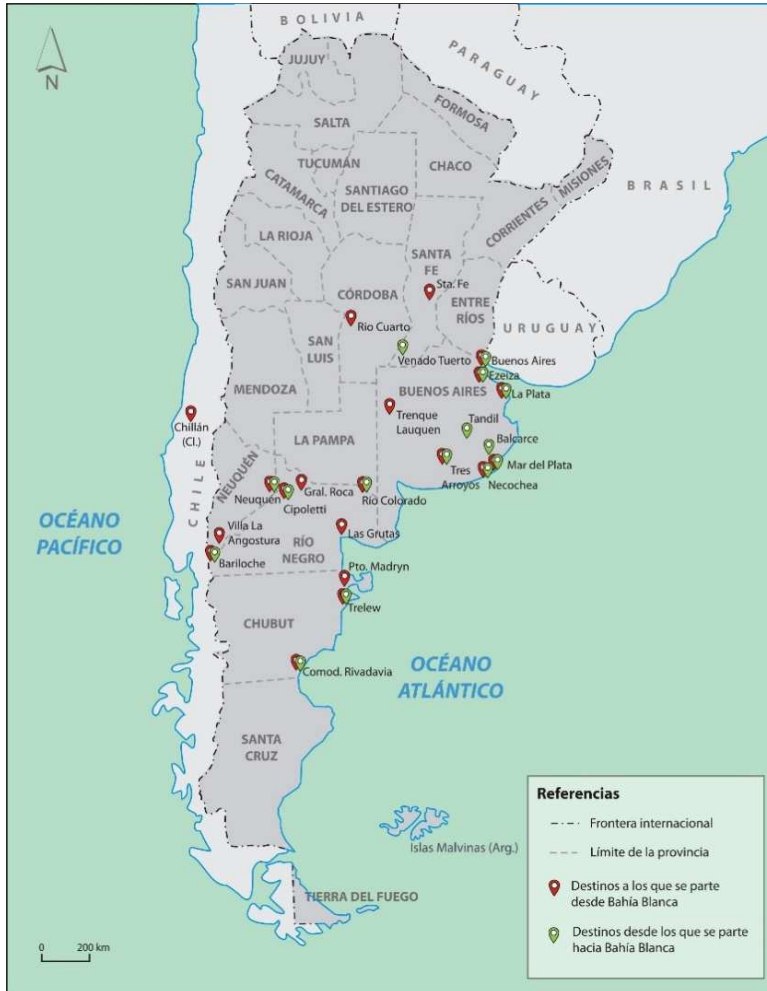 BOLIVIA
PARAGUAY
N
JUJUY
FORMOSA
SALTA
TUCUMÁN
CHACO
MISIONES
BRASIL
CATAMARCA
SANTIAGO
DEL ESTERO
CORRIENTES
LA RIOJA
SANTA
FE
SAN JUAN
Sta. Fe
CÓRDOBA
ENTRE
RÍOS
Rio Cuarto
URUGUAY
SAN
LUIS
Venado Tuerto
Buenos Aires
Ezeiza
MENDOZA
BUENOS AIRES
La Plata
Trenque
Lauquen
Tandil
Chillán
(Cl.)
LA PAMPA
Balcarce
Mar del Plata
Tres
Arroyos
Necochea
NEUQUÉN
CHILE
Neuquén
Gral. Roca
Río Colorado
Cipoletti
OCÉANO
PACÍFICO
Villa La
Angostura
Las Grutas
RÍO
NEGRO
Bariloche
Pto. Madryn
Trelew
CHUBUT
OCÉANO
ATLÁNTICO
Comod. Rivadavia
SANTA
CRUZ
Islas Malvinas (Arg.)
TIERRA DEL FUEGO
0 200 km
Referencias
Frontera internacional
Límite de la provincia
Destinos a los que se parte
desde Bahía Blanca
Destinos desde los que se parte
hacia Bahía Blanca